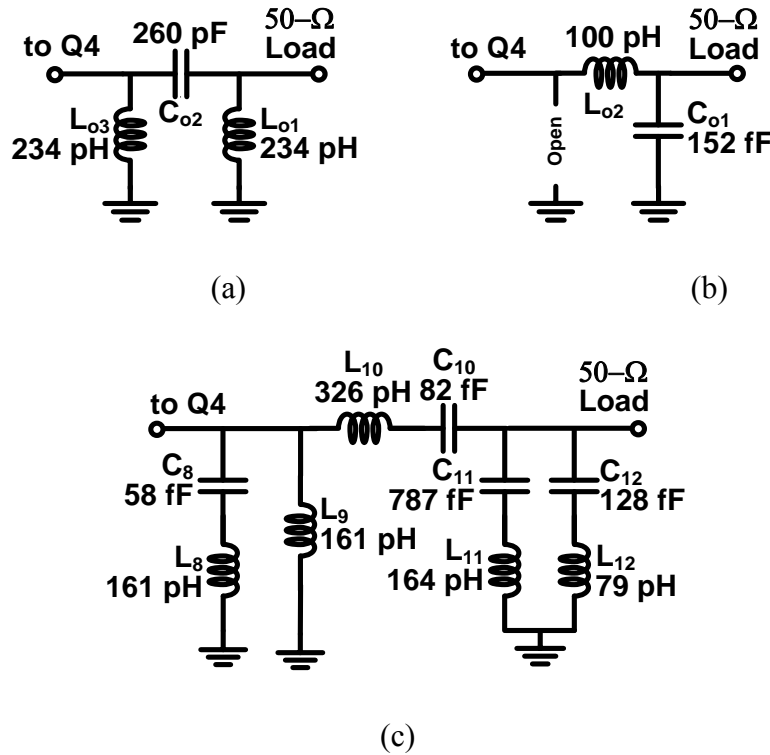 to Q4
260 pF
50–Ω
Load
Lo3
234 pH
Co2
Lo1
234 pH
(a)
to Q4
100 pH
50–Ω
Load
Lo2
Open
Co1
152 fF
(b)
to Q4
L10
326 pH
C10
82 fF
50–Ω
Load
C8
58 fF
L9
161 pH
C11
787 fF
C12
128 fF
L8
161 pH
L11
164 pH
L12
79 pH
(c)